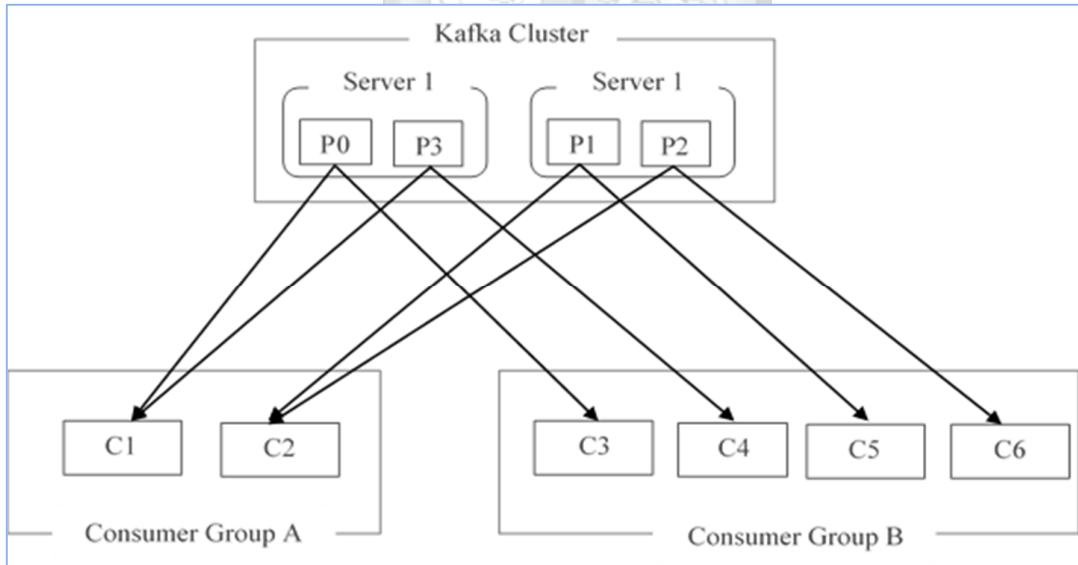 Kafka Cluster
Server 1
Server 1
P0
P3
P1
P2
C1
C2
C3
C4
C5
C6
Consumer Group A
Consumer Group B